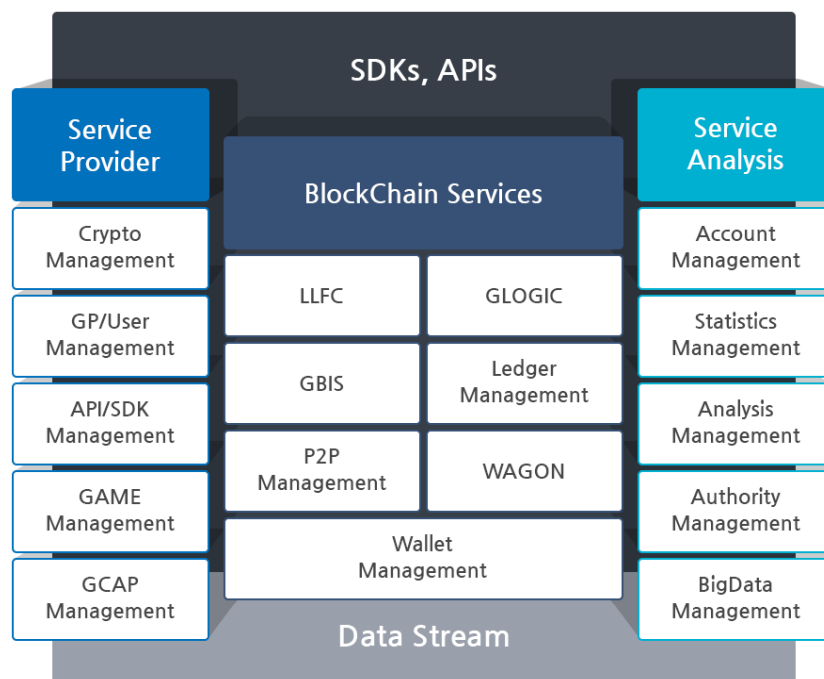 SDKs, APIs
Service
Provider
Crypto
Management
GP/User
Management
API/SDK
Management
GAME
Management
GCAP
Management
BlockChain Services
LLFC
GLOGIC
GBIS
Ledger
Management
P2P
Management
WAGON
Wallet
Management
Service
Analysis
Account
Management
Statistics
Management
Analysis
Management
Authority
Management
BigData
Management
Data Stream